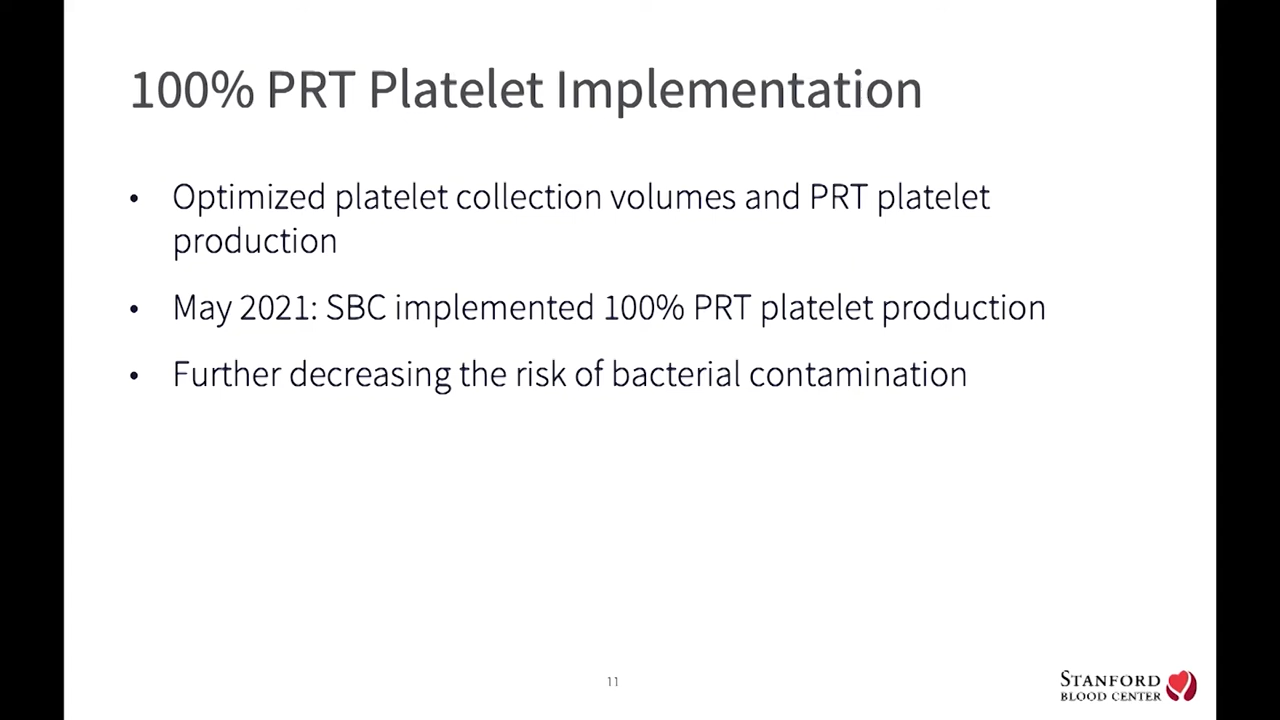 100% PRT Platelet Implementation
• Optimized platelet collection volumes and PRT platelet
production
• May 2021: SBC implemented 100% PRT platelet production
• Further decreasing the risk of bacterial contamination
11
STANFORD
BLOOD CENTER